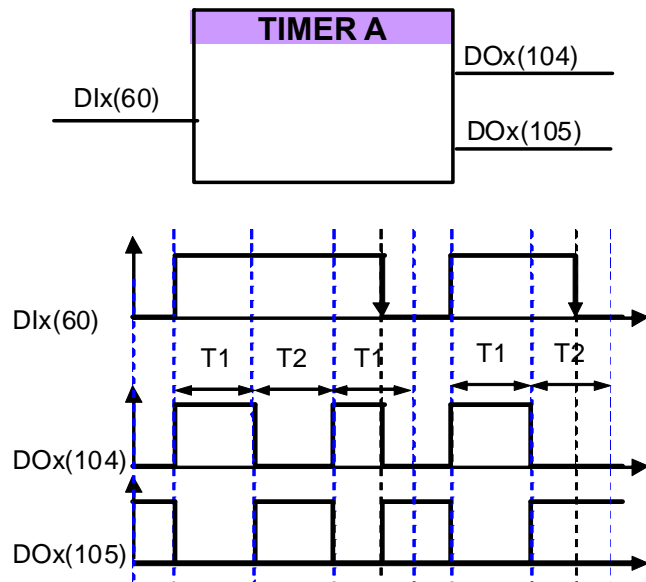 TIMER A
DOx(104)
DIx(60)
DOx(105)
DIx(60)
T1 T2 T1 T1 T2
DOx(104)
DOx(105)